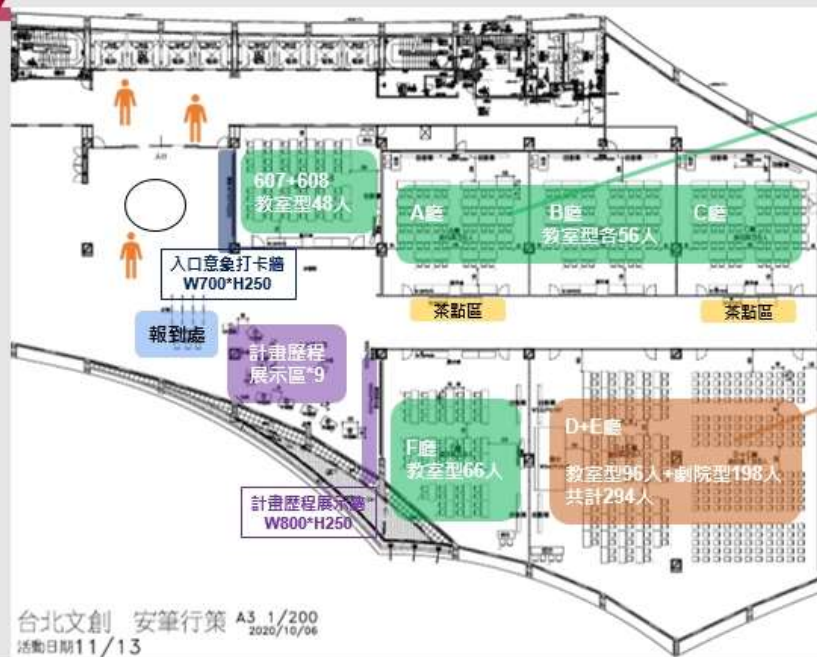 入口
607+608
教室型48人
A廳
B廳
教室型各56人
C廳
入口意象打卡牆
W700*H250
報到處
茶點區
茶點區
計畫歷程
展示區*9
F廳
教室型66人
D+E廳
教室型96人+劇院型198人
共計294人
計畫歷程展示牆
W800*H250
台北文創 安筆行策 A3 1/200
2020/10/06
活動日期11/13